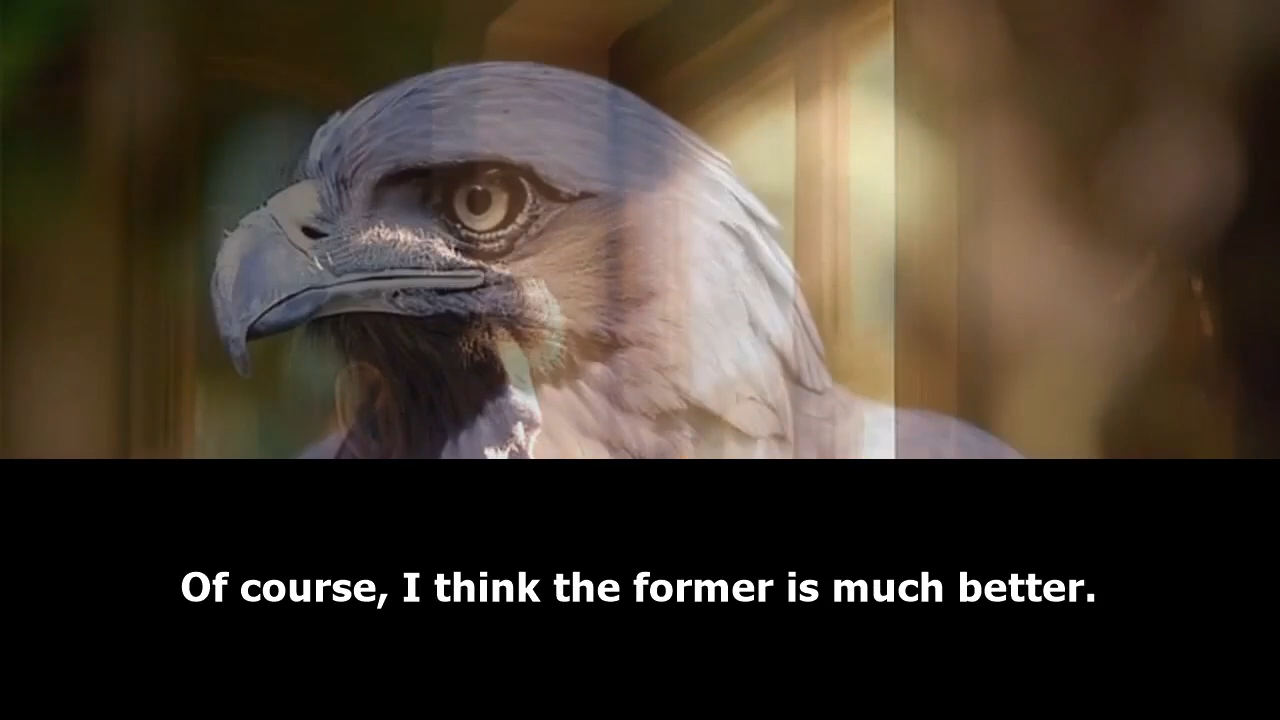 Of course, I think the former is much better.